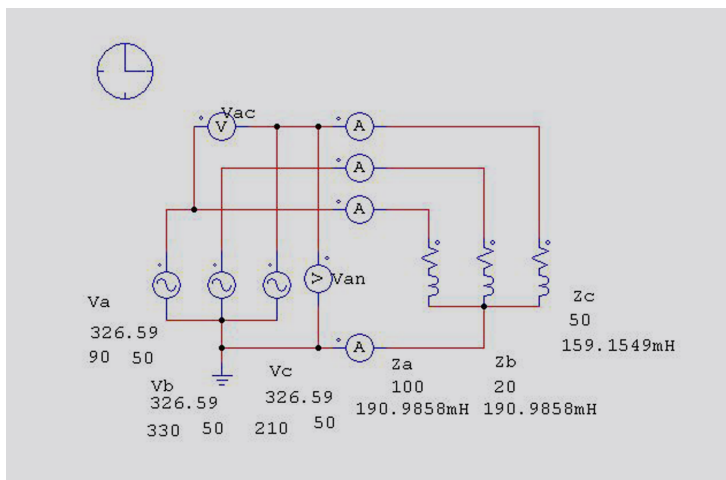 Vac
V
A
A
A
V
Van
Va
326.59
90 50
Vb
326.59
330 50
Vc
326.59
210 50
A
Za
100
190.9858mH
Zb
20
190.9858mH
Zc
50
159.1549mH